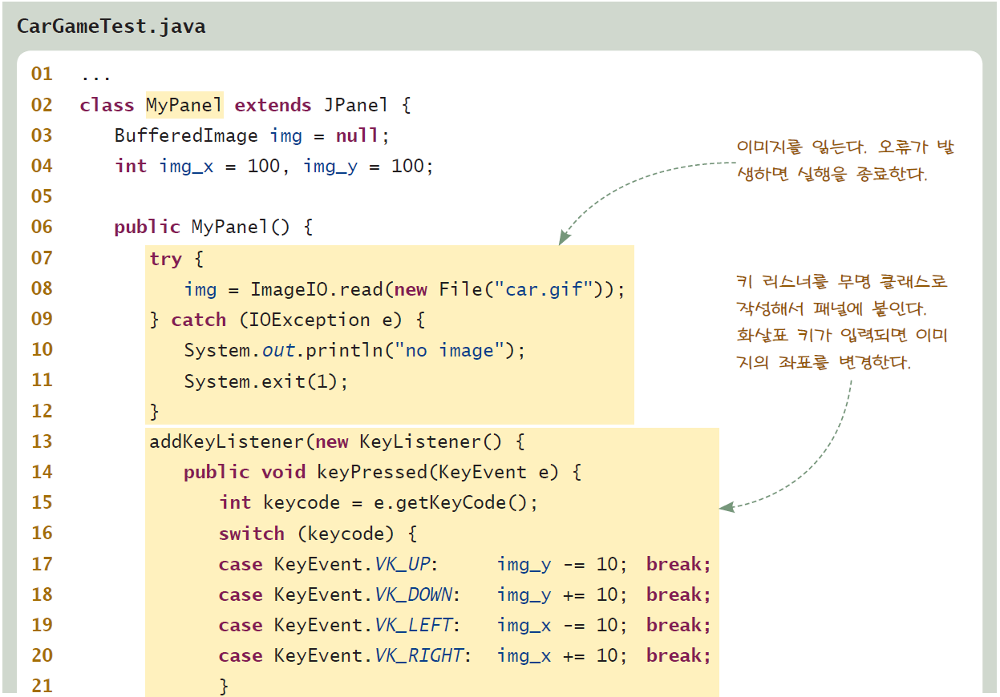 CarGameTest.java
01 ...
02 class MyPanel extends JPanel {
03 BufferedImage img = null;
04 int img_x = 100, img_y = 100;
05
06 public MyPanel() {
07 try {
08 img = ImageIO.read(new File("car.gif"));
09 } catch (IOException e) {
10 System.out.println("no image");
11 System.exit(1);
12 }
13 addKeyListener(new KeyListener() {
14 public void keyPressed(KeyEvent e) {
15 int keycode = e.getKeyCode();
16 switch (keycode) {
17 case KeyEvent.VK_UP: img_y -= 10; break;
18 case KeyEvent.VK_DOWN: img_y += 10; break;
19 case KeyEvent.VK_LEFT: img_x -= 10; break;
20 case KeyEvent.VK_RIGHT: img_x += 10; break;
21 }
이미지를 읽는다. 오류가 발
생하면 실행을 종료한다.
키 리스너를 무명 클래스로
작성해서 패널에 붙인다.
화살표 키가 입력되면 이미
지의 좌표를 변경한다.